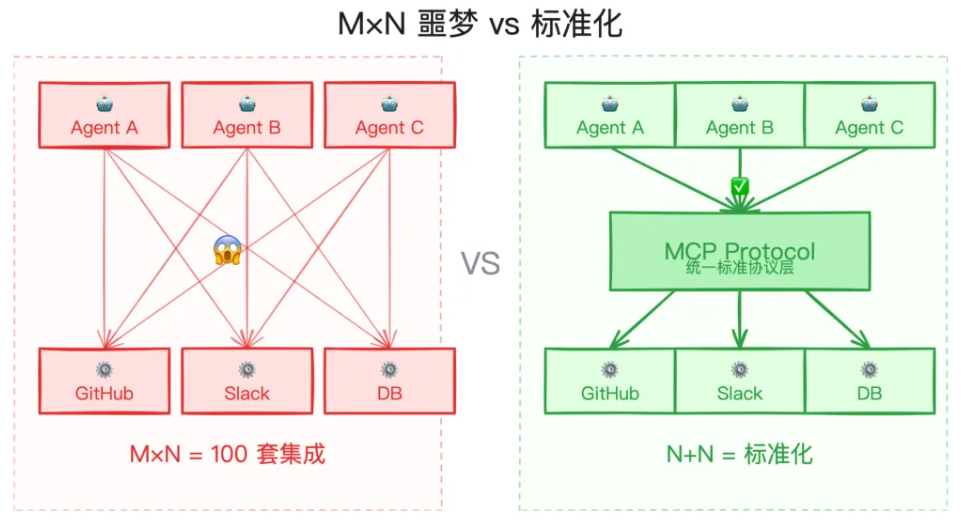 M×N 噩梦 vs 标准化
Agent A
Agent B
Agent C
GitHub
Slack
DB
M×N = 100 套集成
VS
Agent A
Agent B
Agent C
MCP Protocol
统一标准协议层
GitHub
Slack
DB
N+N = 标准化